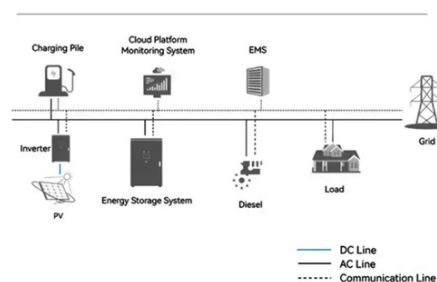 Charging Pile
Cloud Platform
Monitoring System
EMS
Grid
Inverter
PV
Energy Storage System
Diesel
Load
DC Line
AC Line
Communication Line